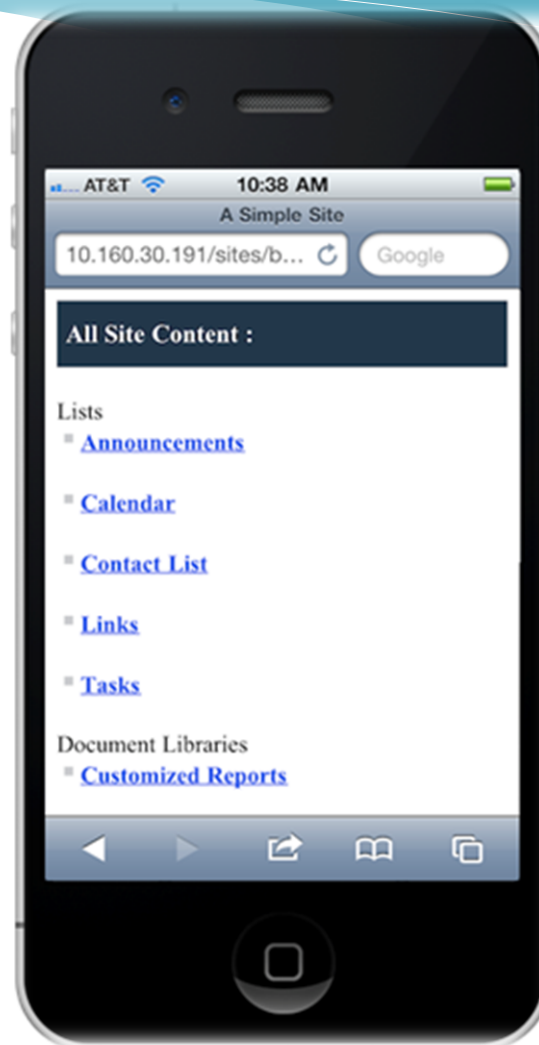 AT&T 10:38 AM
A Simple Site
10.160.30.191/sites/b... Google
All Site Content :
Lists
Announcements
Calendar
Contact List
Links
Tasks
Document Libraries
Customized Reports